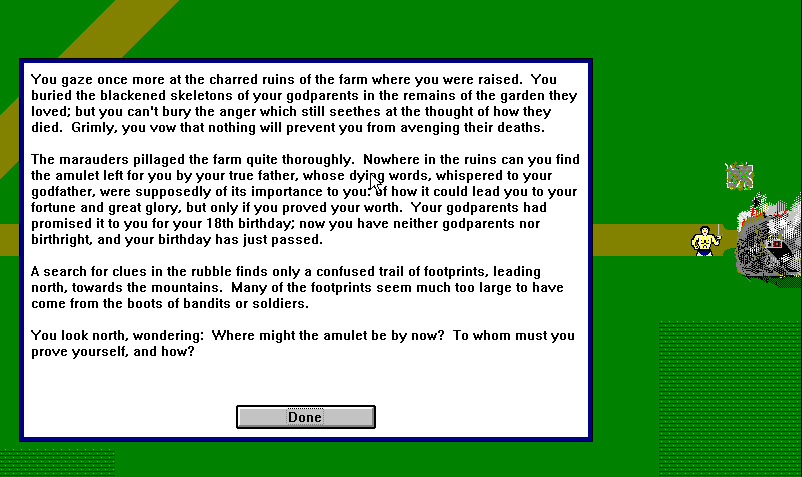 You gaze once more at the charred ruins of the farm where you were raised.  You
buried the blackened skeletons of your godparents in the remains of the garden they
loved; but you can't bury the anger which still seethes at the thought of how they
died.  Grimly, you vow that nothing will prevent you from avenging their deaths.
The marauders pillaged the farm quite thoroughly.  Nowhere in the ruins can you find
the amulet left for you by your true father, whose dying words, whispered to your
godfather, were supposedly of its importance to you: of how it could lead you to your
fortune and great glory, but only if you proved your worth.  Your godparents had
promised it to you for your 18th birthday; now you have neither godparents nor
birthright, and your birthday has just passed.
A search for clues in the rubble finds only a confused trail of footprints, leading
north, towards the mountains.  Many of the footprints seem much too large to have
come from the boots of bandits or soldiers.
You look north, wondering:  Where might the amulet be by now?  To whom must you
prove yourself, and how?
Done